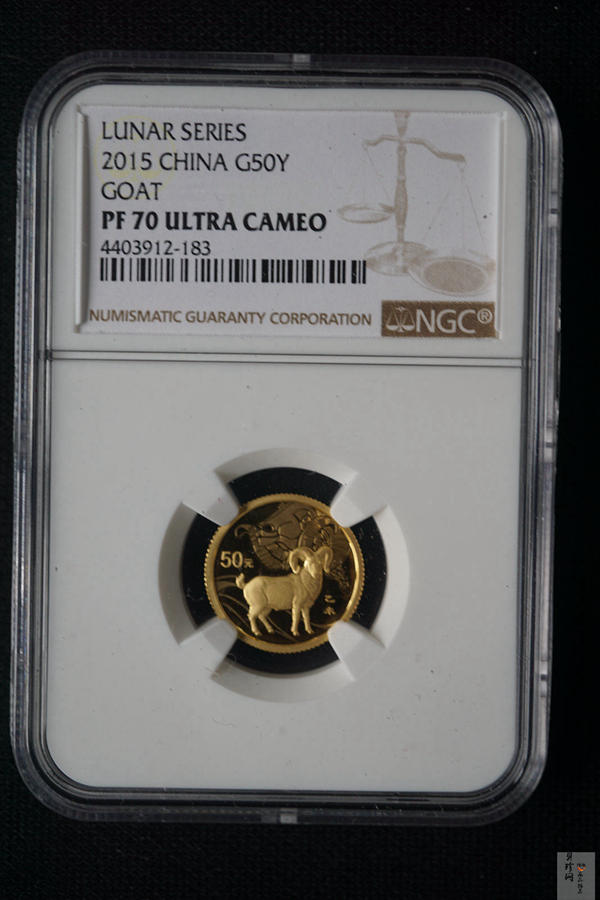 LUNAR SERIES
2015 CHINA G50Y
GOAT
PF 70 ULTRA CAMEO
4403912-183
NUMISMATIC GUARANTY CORPORATION
NGC®
50元
乙未